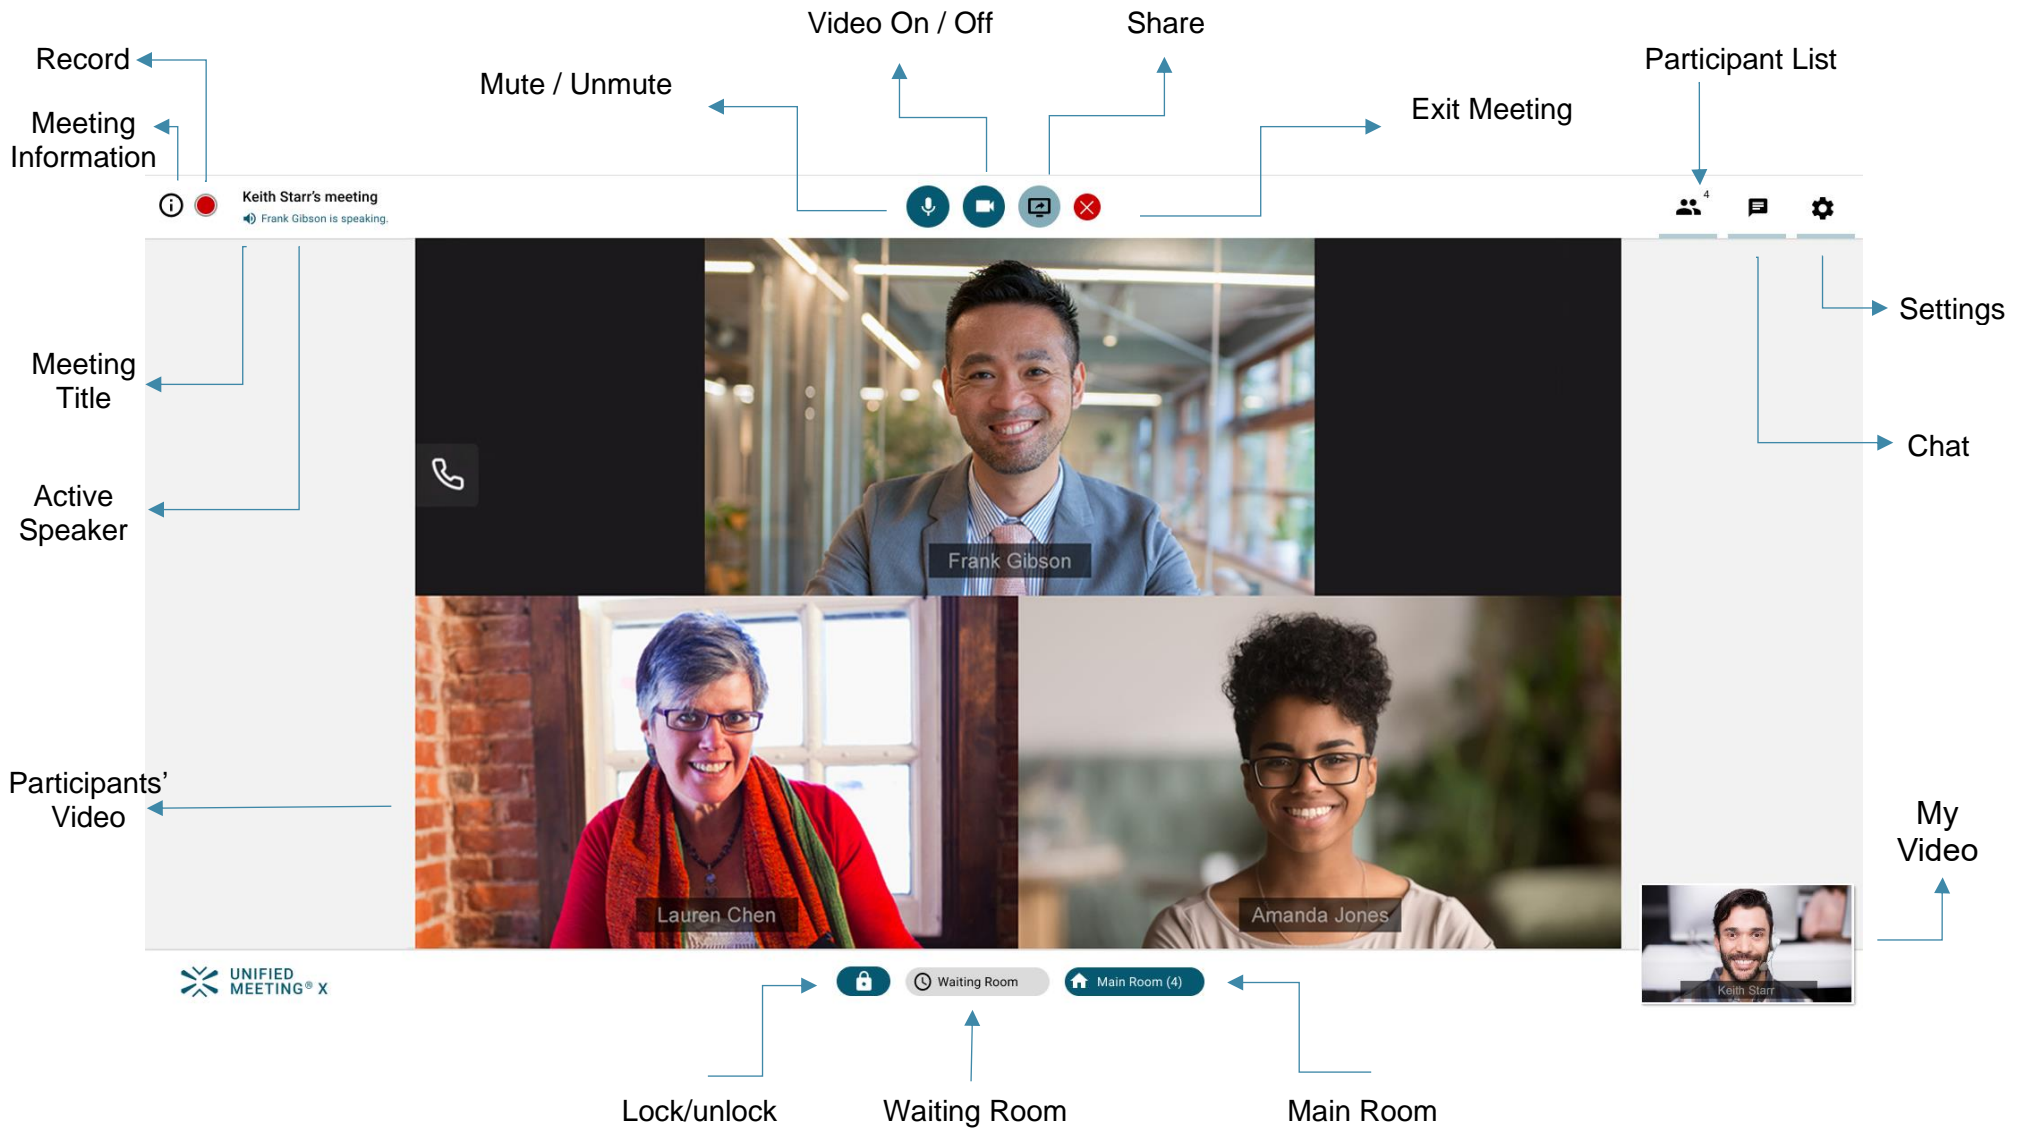 Video On / Off
Share
Record
Participant List
Mute / Unmute
Exit Meeting
Meeting
Information
Keith Starr's meeting
Frank Gibson is speaking.
4
Settings
Meeting
Title
Chat
Active
Speaker
Frank Gibson
Participants’
Video
My
Video
Lauren Chen
Amanda Jones
UNIFIED
MEETING® X
Waiting Room
Main Room (4)
Keith Starr
Lock/unlock
Waiting Room
Main Room